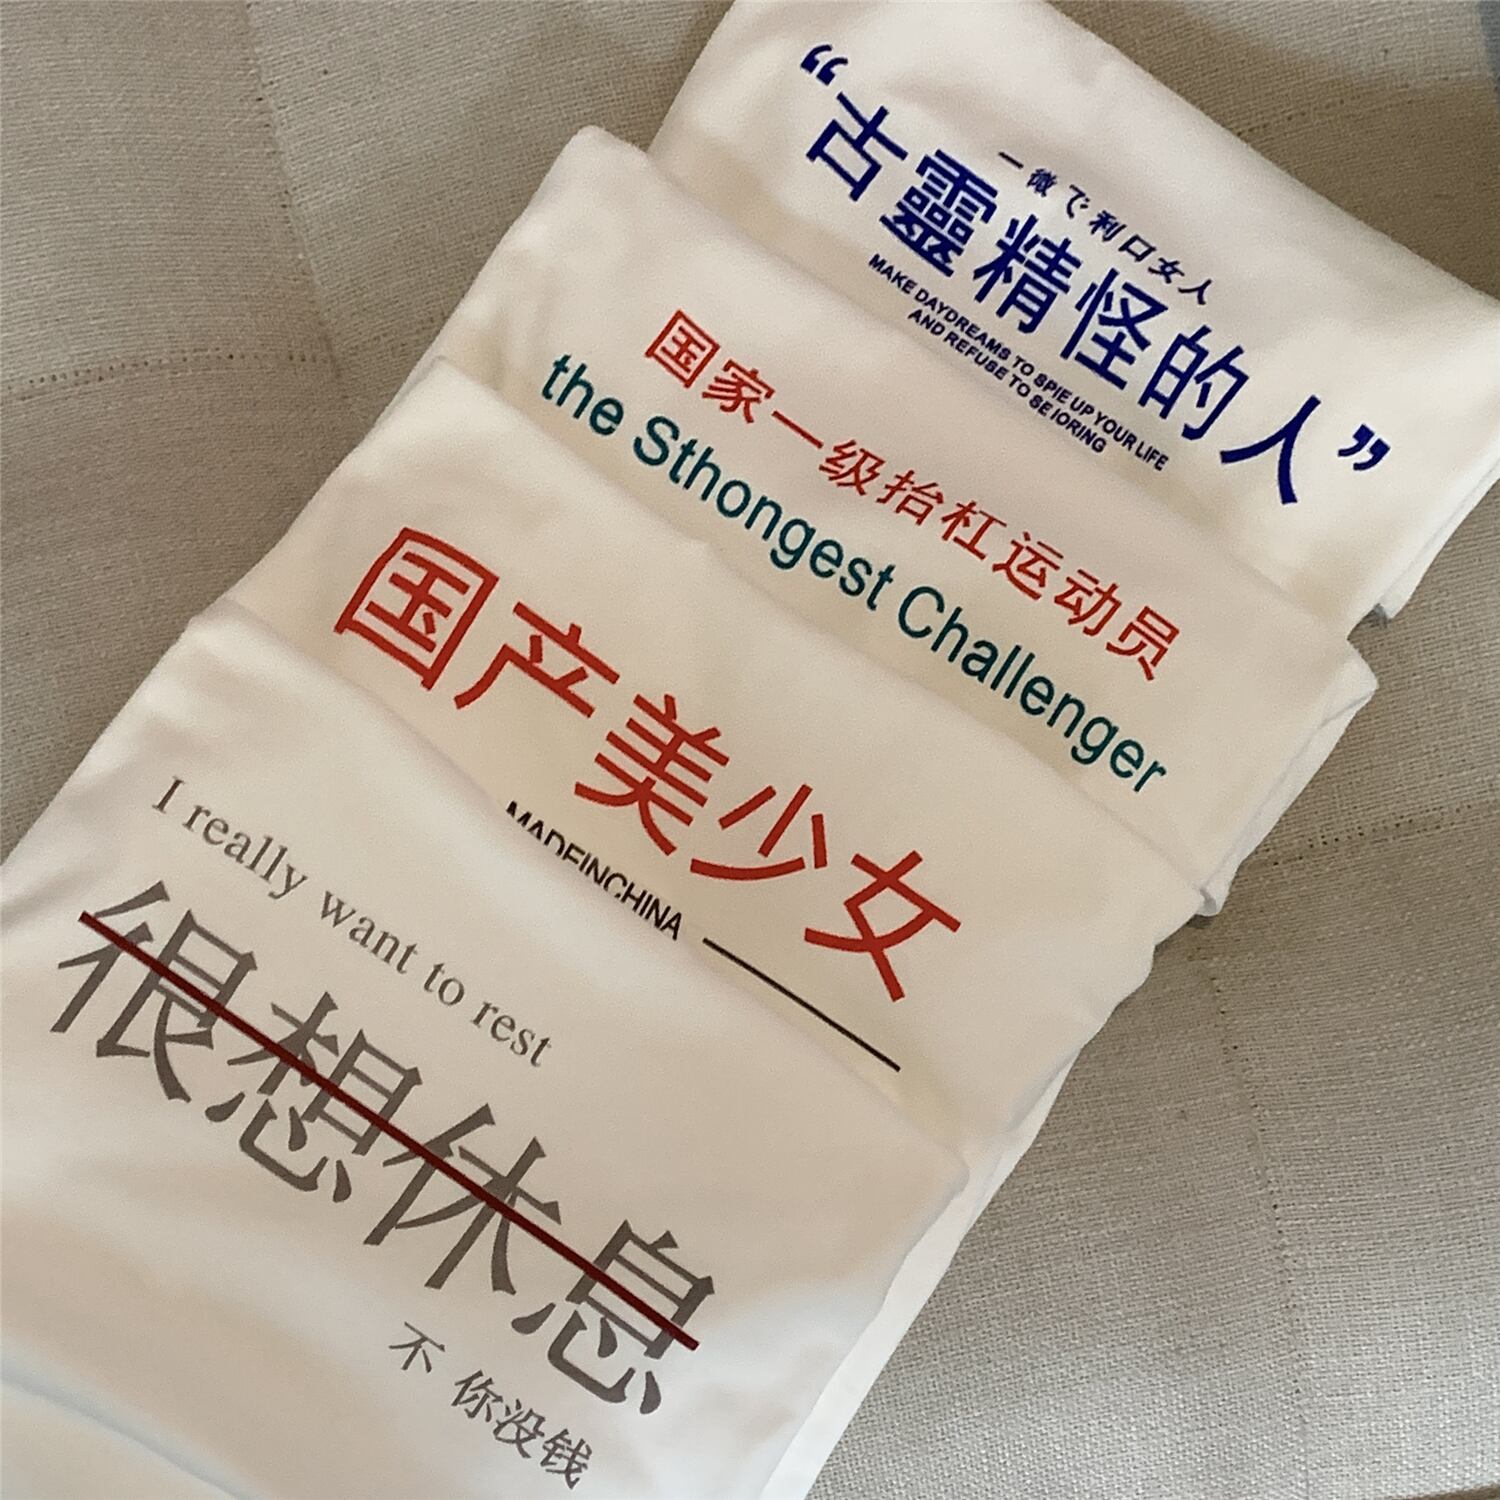 “古靈精怪的人”
一微で利口女人
MAKE DAYDREAMS TO SPIE UP YOUR LIFE
AND REFUSE TO SE IORING
国家一级抬杠运动员
the Sthongest Challenger
国产美少女
MADEINCHINA
I really want to rest
很想休息
不 你没钱